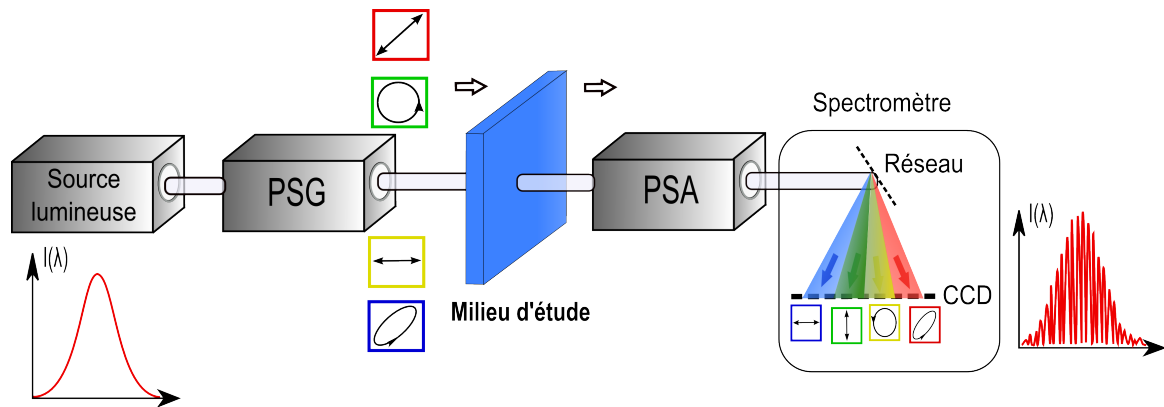 Source
lumineuse
PSG
Milieu d'étude
PSA
Spectromètre
Réseau
CCD
I(λ)
I(λ)